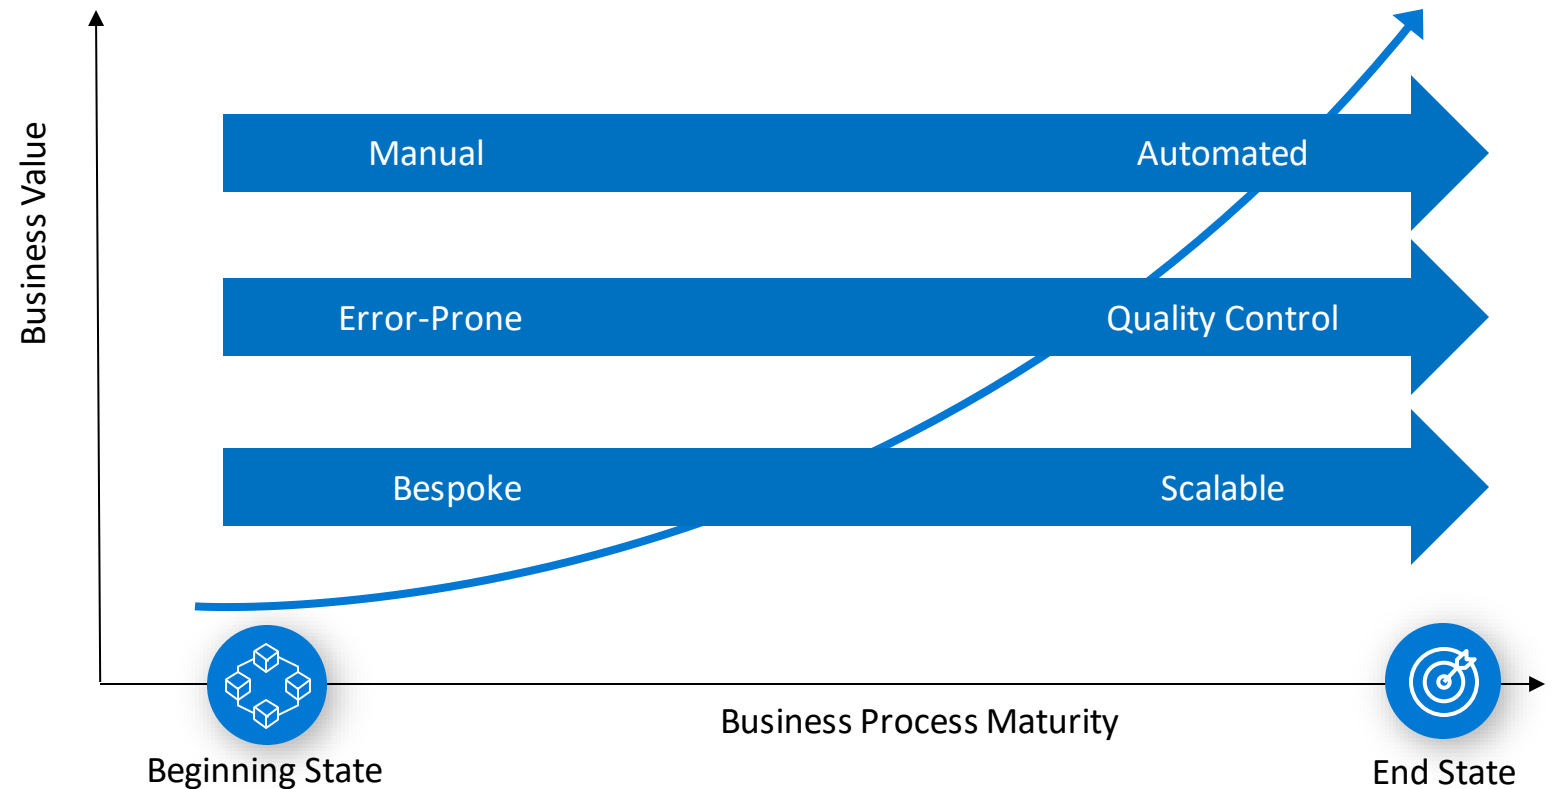 Business Value
Manual
Automated
Error-Prone
Quality Control
Bespoke
Scalable
Business Process Maturity
Beginning State
End State